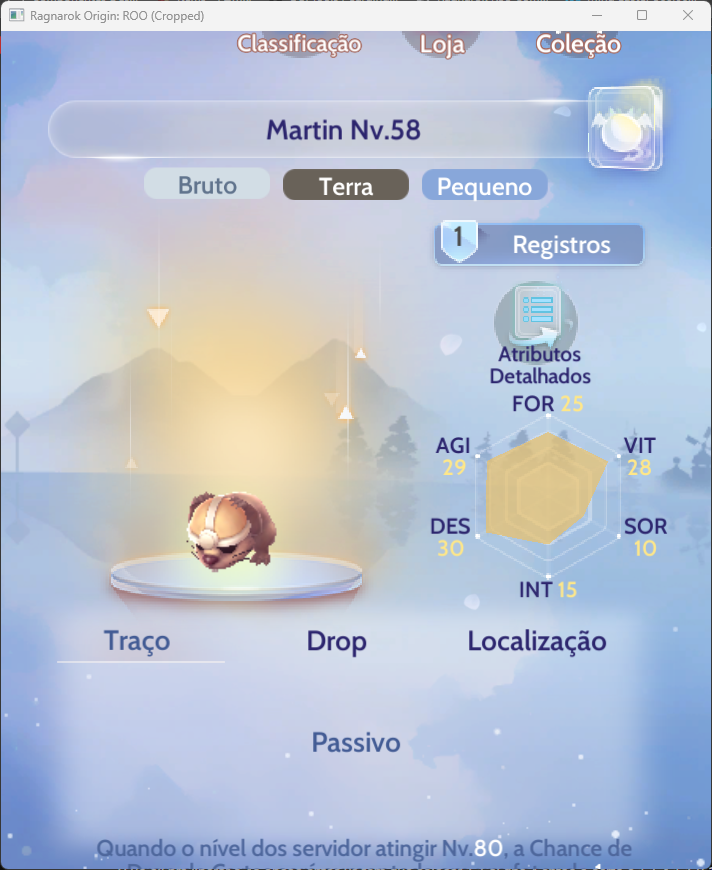 Ragnarok Origin: ROO (Cropped)
Classificação Loja Coleção
Martin Nv.58
Bruto Terra Pequeno
1 Registros
Atributos
Detalhados
FOR 25
AGI
29
VIT
28
DES
30
SOR
10
INT 15
Traço Drop Localização
Passivo
Quando o nível dos servidor atingir Nv.80, a Chance de